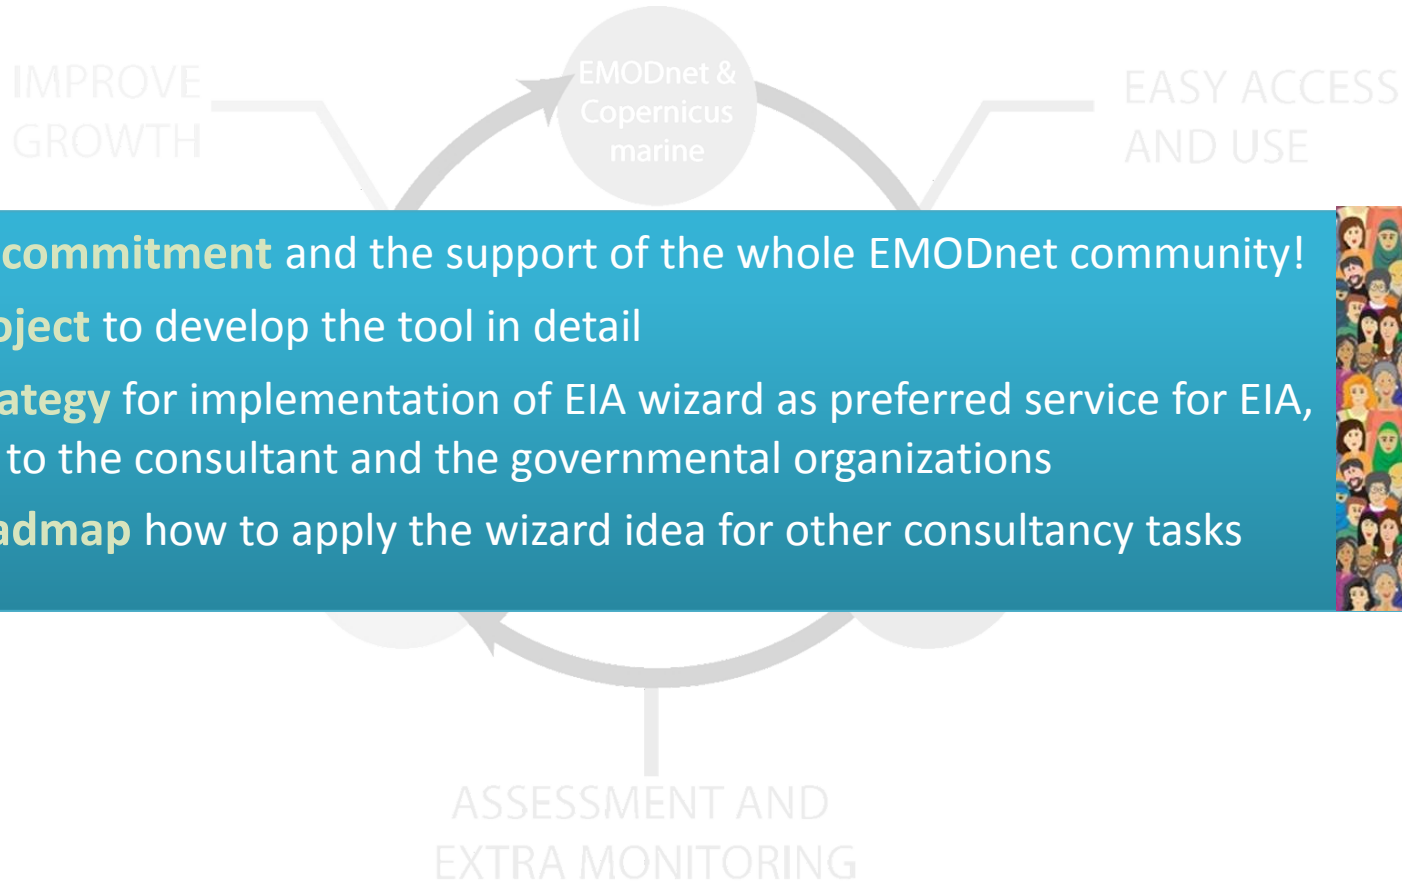 IMPROVE
GROWTH
EMODnet &
Copernicus
marine
EASY ACCESS
AND USE
commitment and the support of the whole EMODnet community!
oject to develop the tool in detail
ategy for implementation of EIA wizard as preferred service for EIA,
to the consultant and the governmental organizations
admap how to apply the wizard idea for other consultancy tasks
ASSESSMENT AND
EXTRA MONITORING